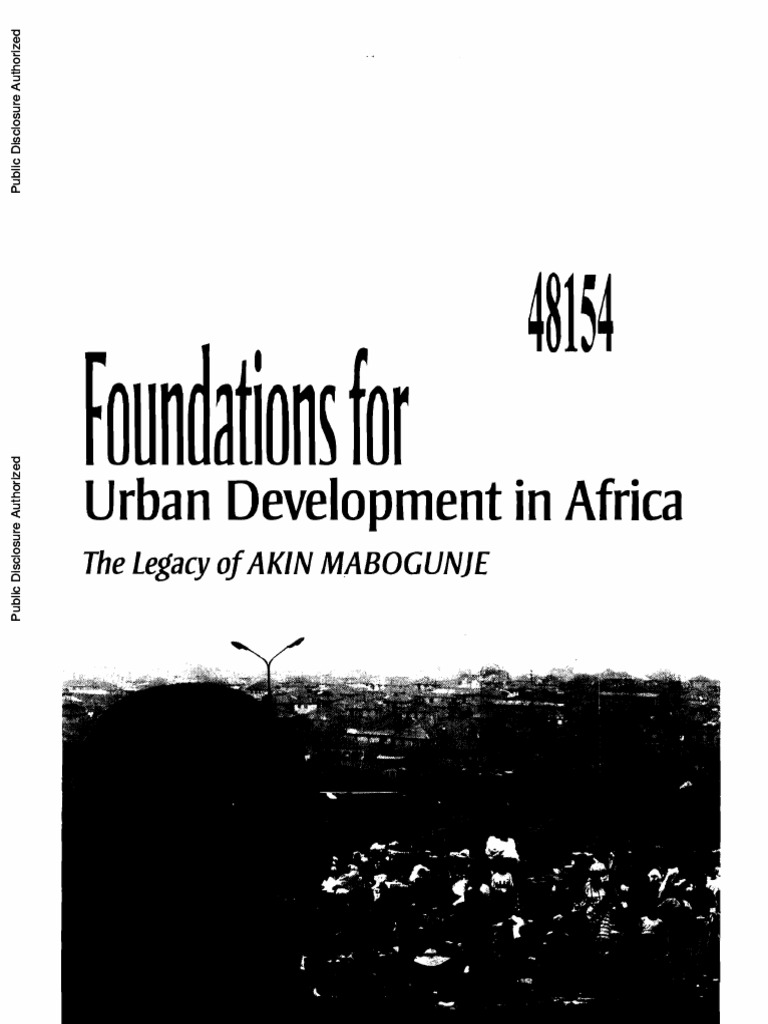 Public Disclosure Authorized
Public Disclosure Authorized
48154
Foundations for
Urban Development in Africa
The Legacy of AKIN MABOGUNJE